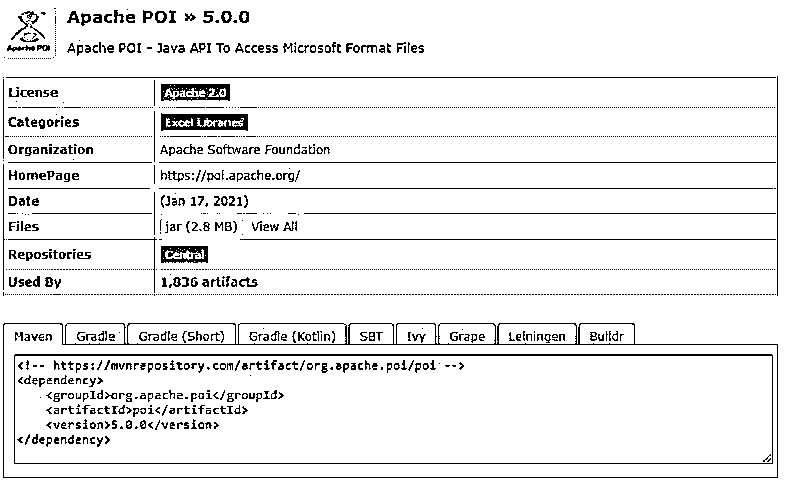 Apache POI » 5.0.0
Apache POI
Apache POI - Java API To Access Microsoft Format Files
License Apache 2.0
Categories Excel Libraries
Organization Apache Software Foundation
HomePage https://poi.apache.org/
Date (Jan 17, 2021)
Files jar (2.8 MB) View All
Repositories Central
Used By 1,836 artifacts
Maven Gradle Gradle (Short) Gradle (Kotlin) SBT Ivy Grape Leiningen Buildr
<!-- https://mvnrepository.com/artifact/org.apache.poi/poi -->
<dependency>
<groupId>org.apache.poi</groupId>
<artifactId>poi</artifactId>
<version>5.0.0</version>
</dependency>